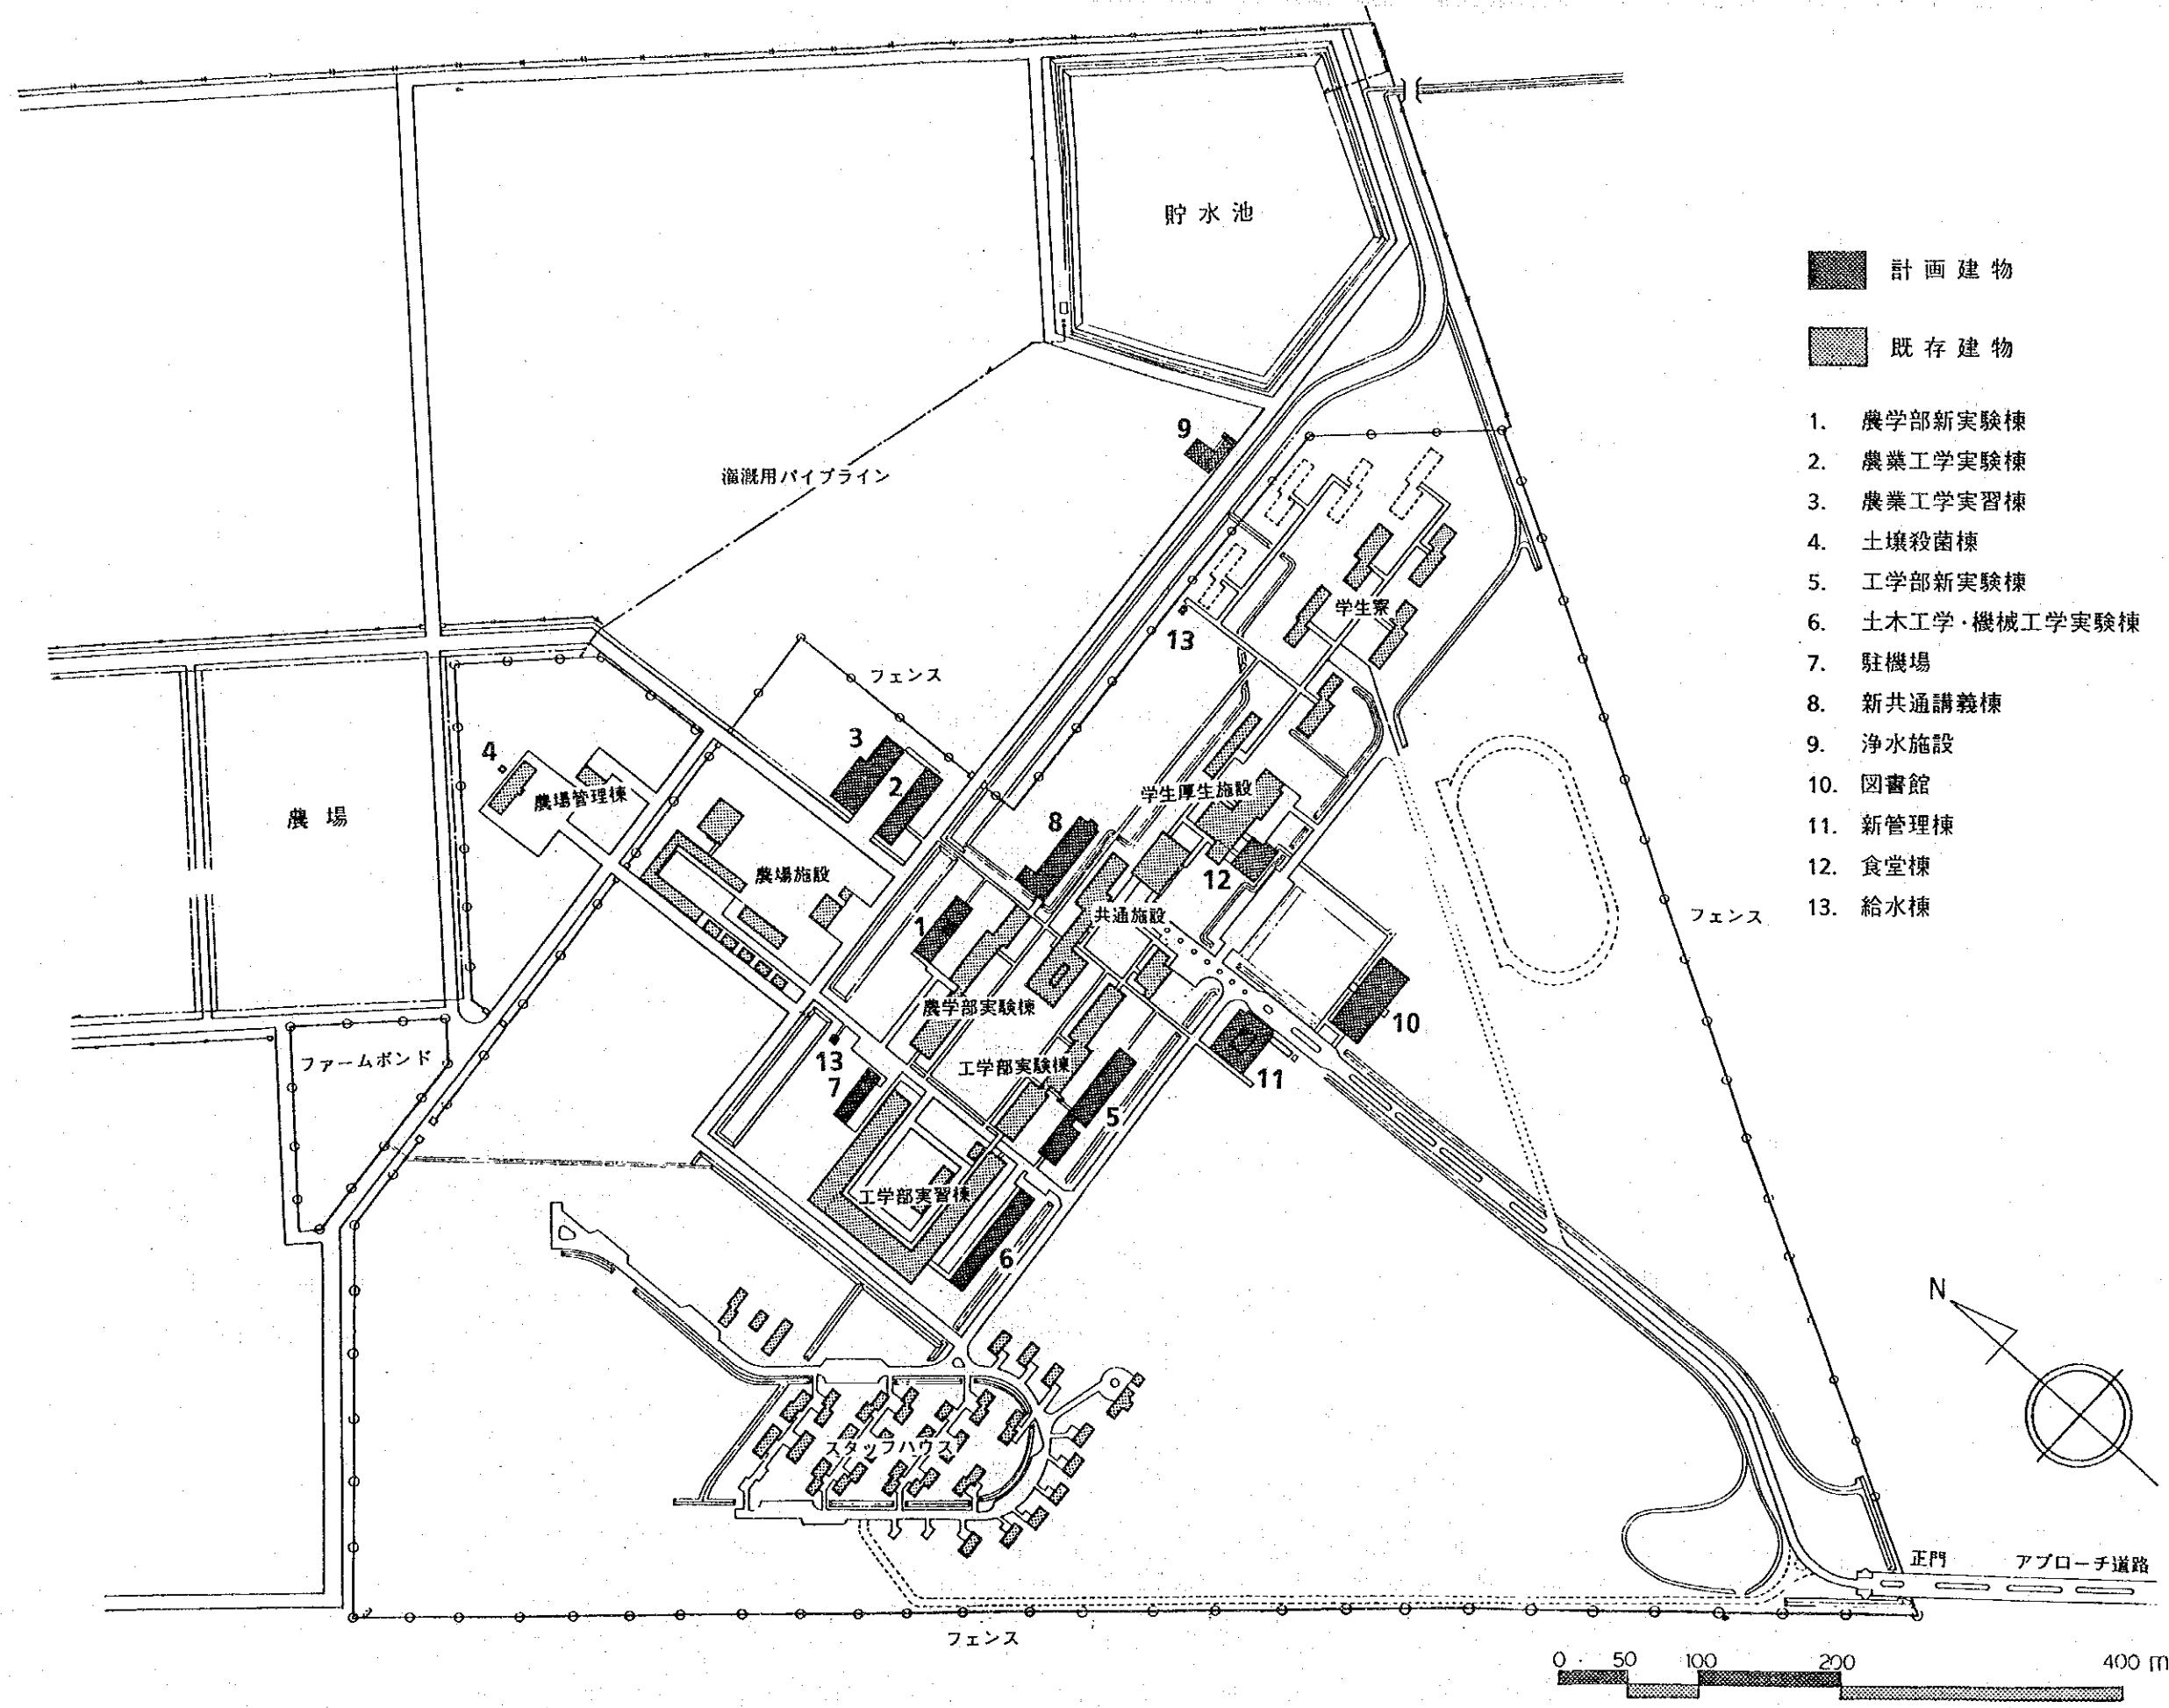 貯水池
計画建物
既存建物
1. 農学部新実験棟
2. 農業工学実験棟
3. 農業工学実習棟
4. 土壌殺菌棟
5. 工学部新実験棟
6. 土木工学・機械工学実験棟
7. 駐機場
8. 新共通講義棟
9. 浄水施設
10. 図書館
11. 新管理棟
12. 食堂棟
13. 給水棟
9
灌漑用パイプライン
学生寮
13
フェンス
3
4
2
農場管理棟
学生厚生施設
農場
8
農場施設
12
共通施設
フェンス
1
農学部実験棟
10
ファームポンド
13
工学部実験棟
11
7
5
工学部実習棟
6
N
スタッフハウス
正門
アプローチ道路
フェンス
0 50 100 200 400 m